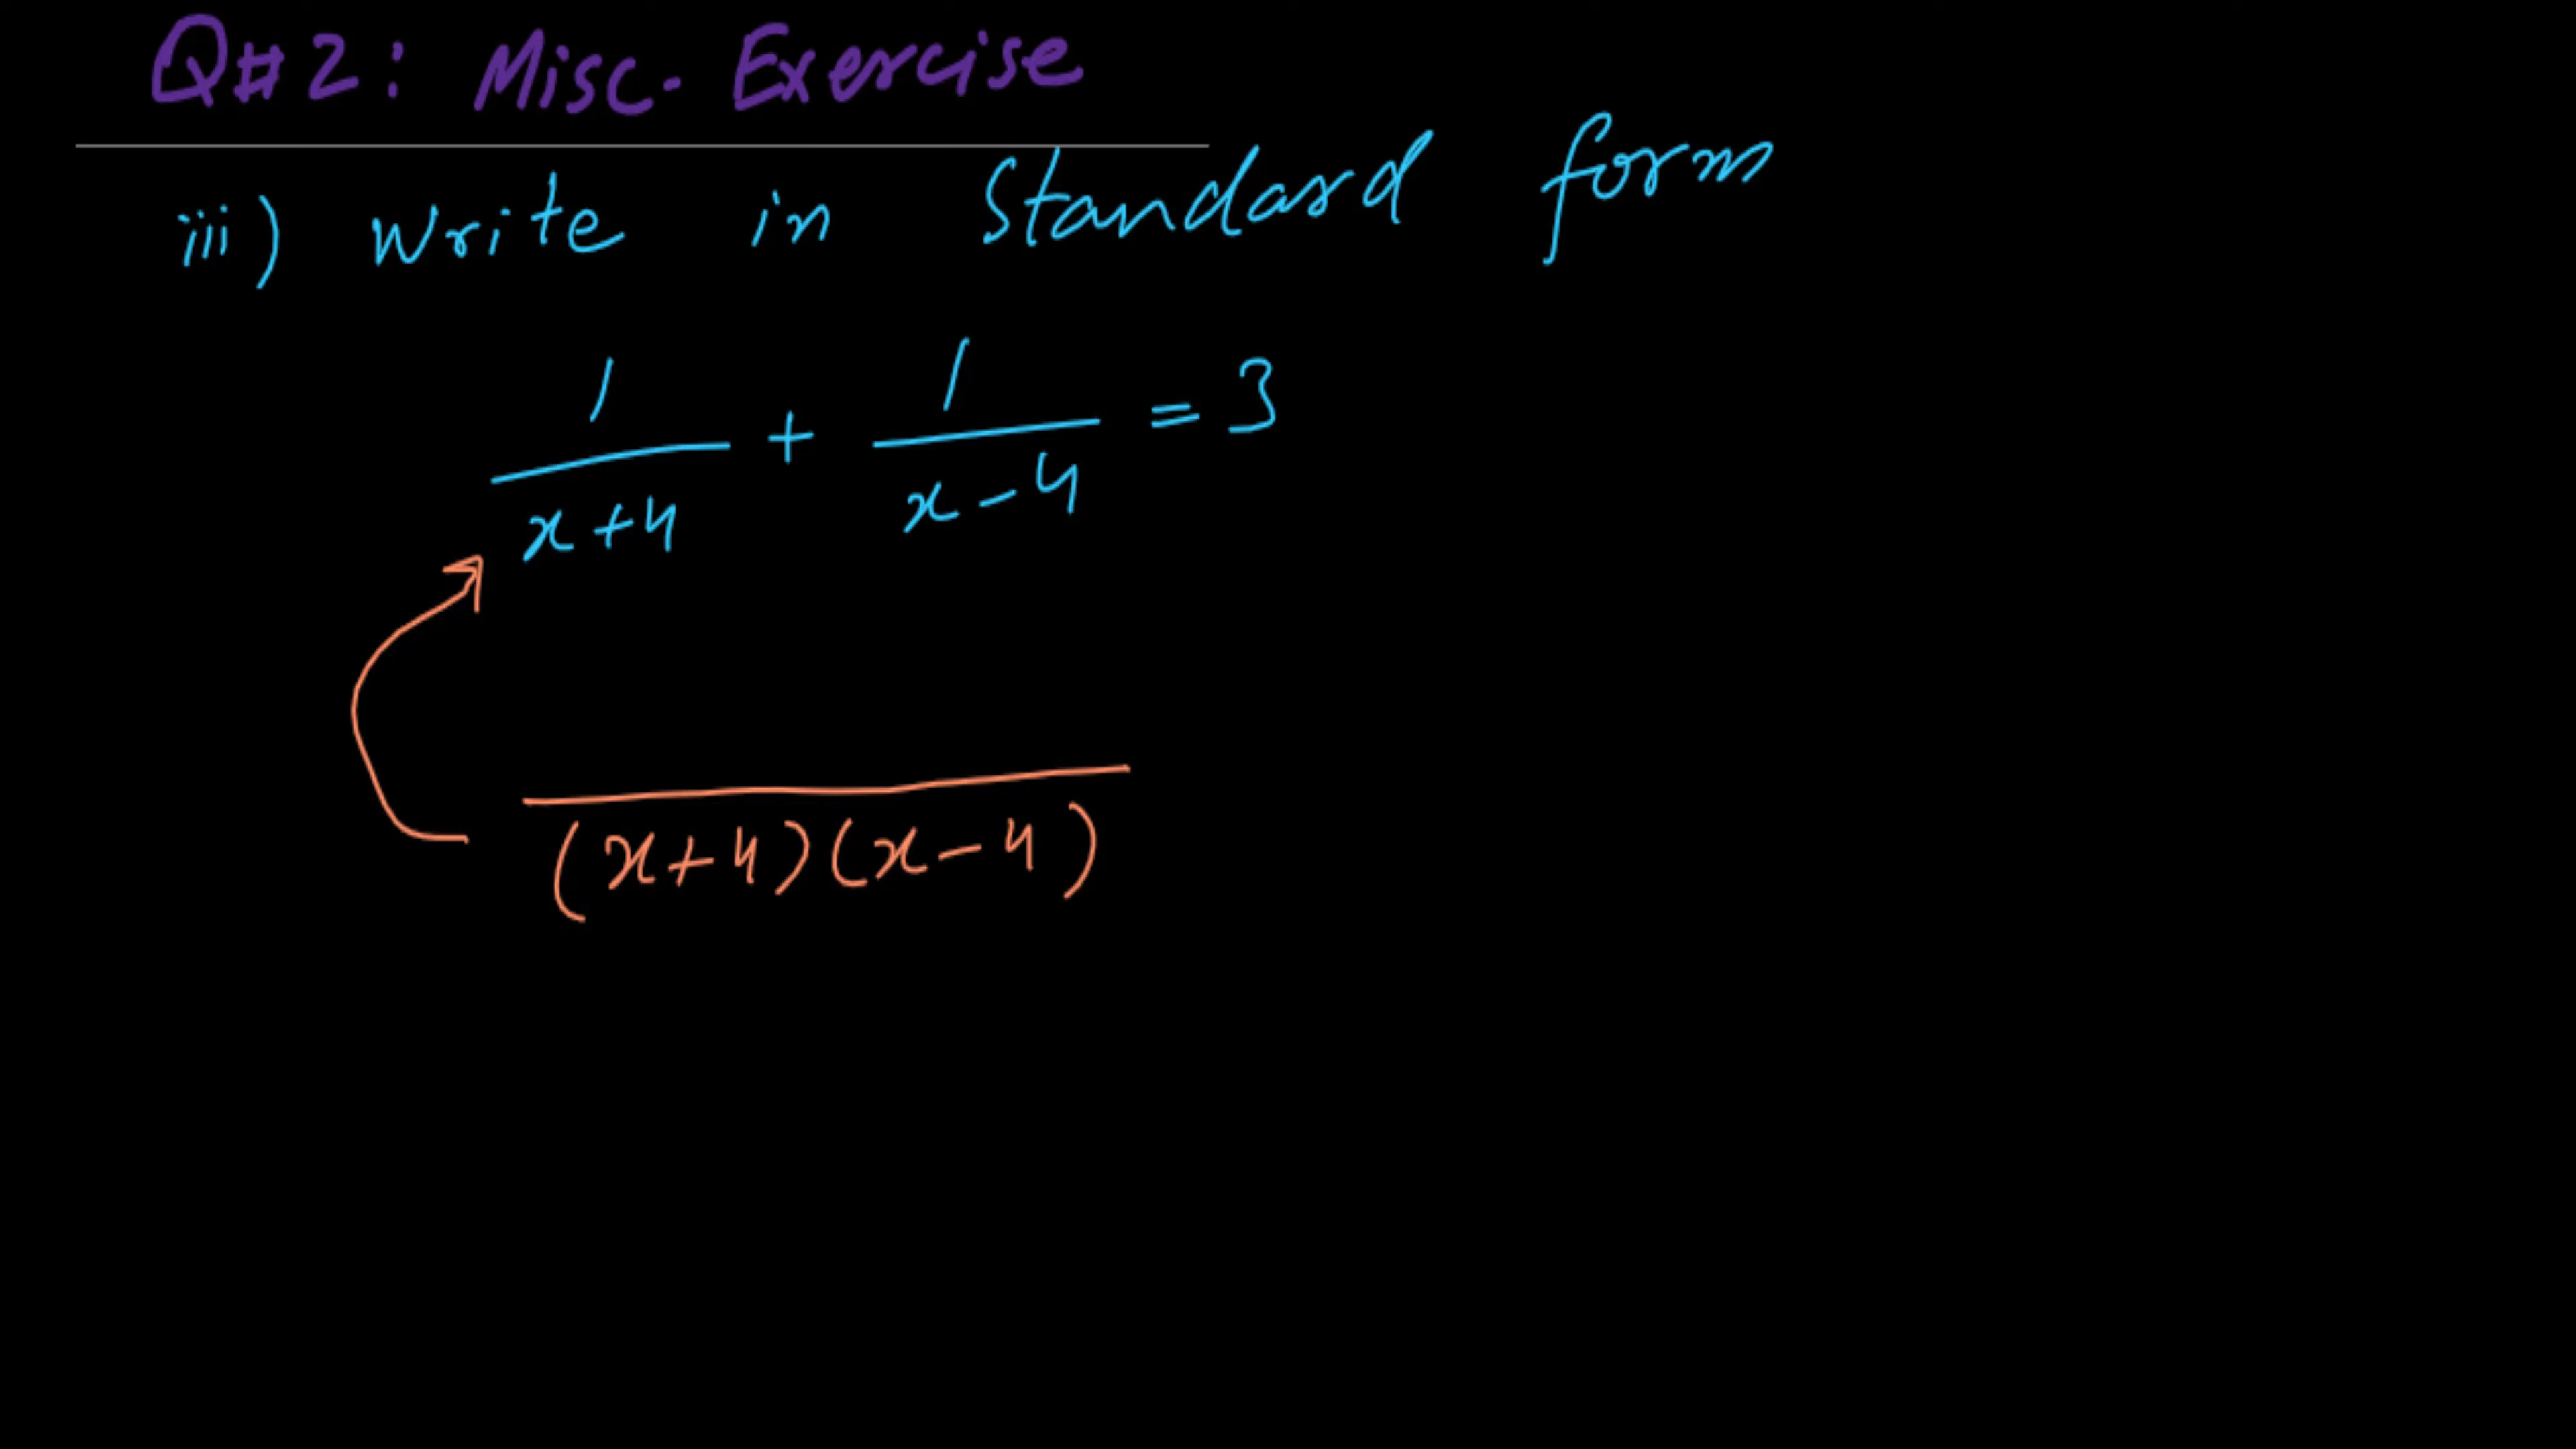 Q#2: Misc. Exercise
iii) Write in Standard form
1/(x+4) + 1/(x-4) = 3
(x+4)(x-4)